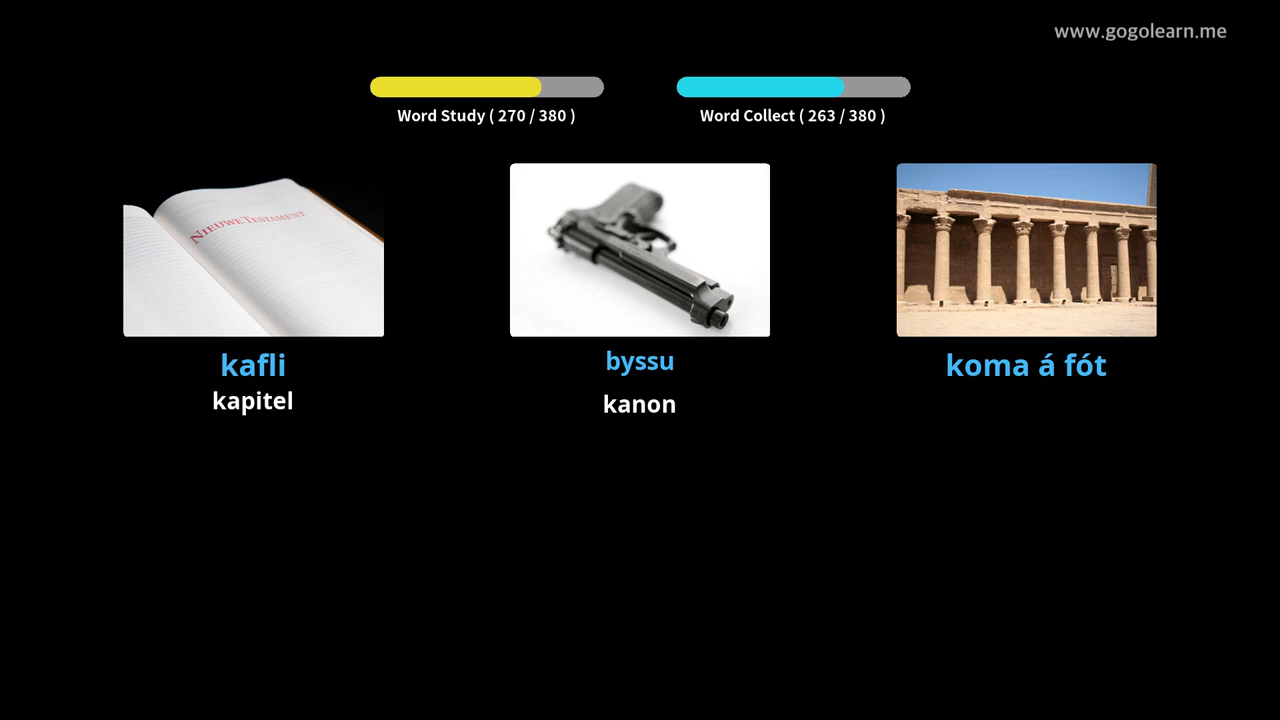 www.gogolearn.me
Word Study ( 270 / 380 )
Word Collect ( 263 / 380 )
NIEUWE TESTAMENT
kafli
kapitel
byssu
kanon
koma á fót